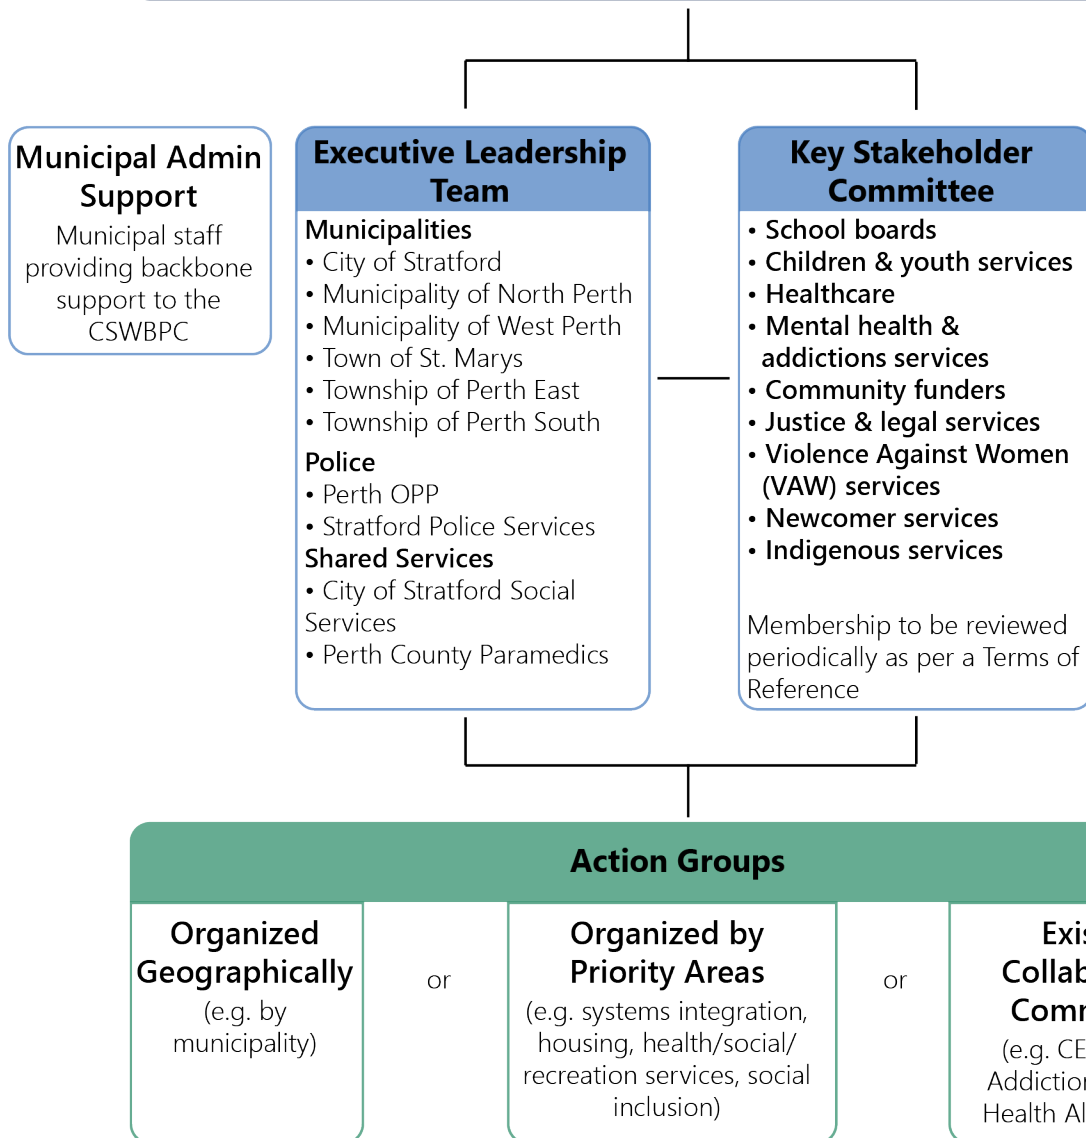 Municipal Admin
Support
Municipal staff
providing backbone
support to the
CSWBPC
Executive Leadership
Team
Municipalities
• City of Stratford
• Municipality of North Perth
• Municipality of West Perth
• Town of St. Marys
• Township of Perth East
• Township of Perth South
Police
• Perth OPP
• Stratford Police Services
Shared Services
• City of Stratford Social
Services
• Perth County Paramedics
Key Stakeholder
Committee
• School boards
• Children & youth services
• Healthcare
• Mental health &
addictions services
• Community funders
• Justice & legal services
• Violence Against Women
(VAW) services
• Newcomer services
• Indigenous services
Membership to be reviewed
periodically as per a Terms of
Reference
Action Groups
Organized
Geographically
(e.g. by
municipality)
or
Organized by
Priority Areas
(e.g. systems integration,
housing, health/social/
recreation services, social
inclusion)
or
(e.g.
Health